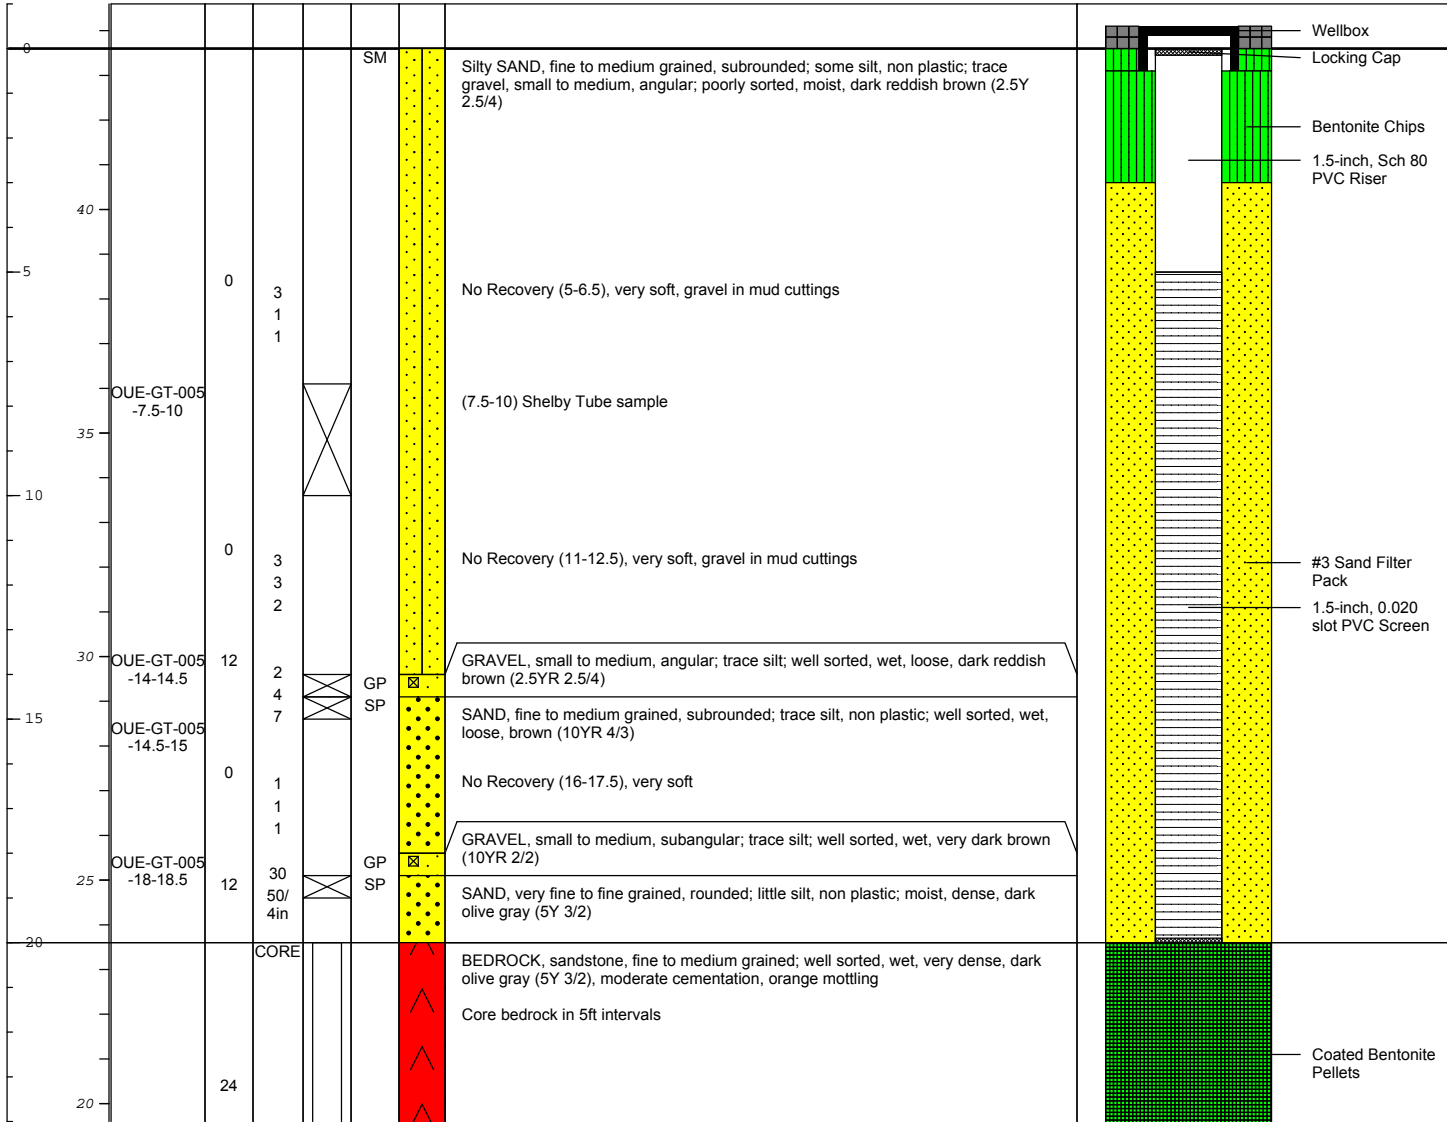 Wellbox
0
SM
Locking Cap
Silty SAND, fine to medium grained, subrounded; some silt, non plastic; trace
gravel, small to medium, angular; poorly sorted, moist, dark reddish brown (2.5Y
2.5/4)
Bentonite Chips
1.5-inch, Sch 80
PVC Riser
40
5
0
3
1
1
No Recovery (5-6.5), very soft, gravel in mud cuttings
OUE-GT-005
-7.5-10
(7.5-10) Shelby Tube sample
35
10
0
3
3
2
No Recovery (11-12.5), very soft, gravel in mud cuttings
#3 Sand Filter
Pack
1.5-inch, 0.020
slot PVC Screen
30
OUE-GT-005
-14-14.5
12
2
4
7
GP
SP
GRAVEL, small to medium, angular; trace silt; well sorted, wet, loose, dark reddish
brown (2.5YR 2.5/4)
15
OUE-GT-005
-14.5-15
SAND, fine to medium grained, subrounded; trace silt, non plastic; well sorted, wet,
loose, brown (10YR 4/3)
0
1
1
1
No Recovery (16-17.5), very soft
GRAVEL, small to medium, subangular; trace silt; well sorted, wet, very dark brown
(10YR 2/2)
OUE-GT-005
-18-18.5
25
12
30
50/
4in
GP
SP
SAND, very fine to fine grained, rounded; little silt, non plastic; moist, dense, dark
olive gray (5Y 3/2)
20
CORE
BEDROCK, sandstone, fine to medium grained; well sorted, wet, very dense, dark
olive gray (5Y 3/2), moderate cementation, orange mottling
Core bedrock in 5ft intervals
Coated Bentonite
Pellets
24
20